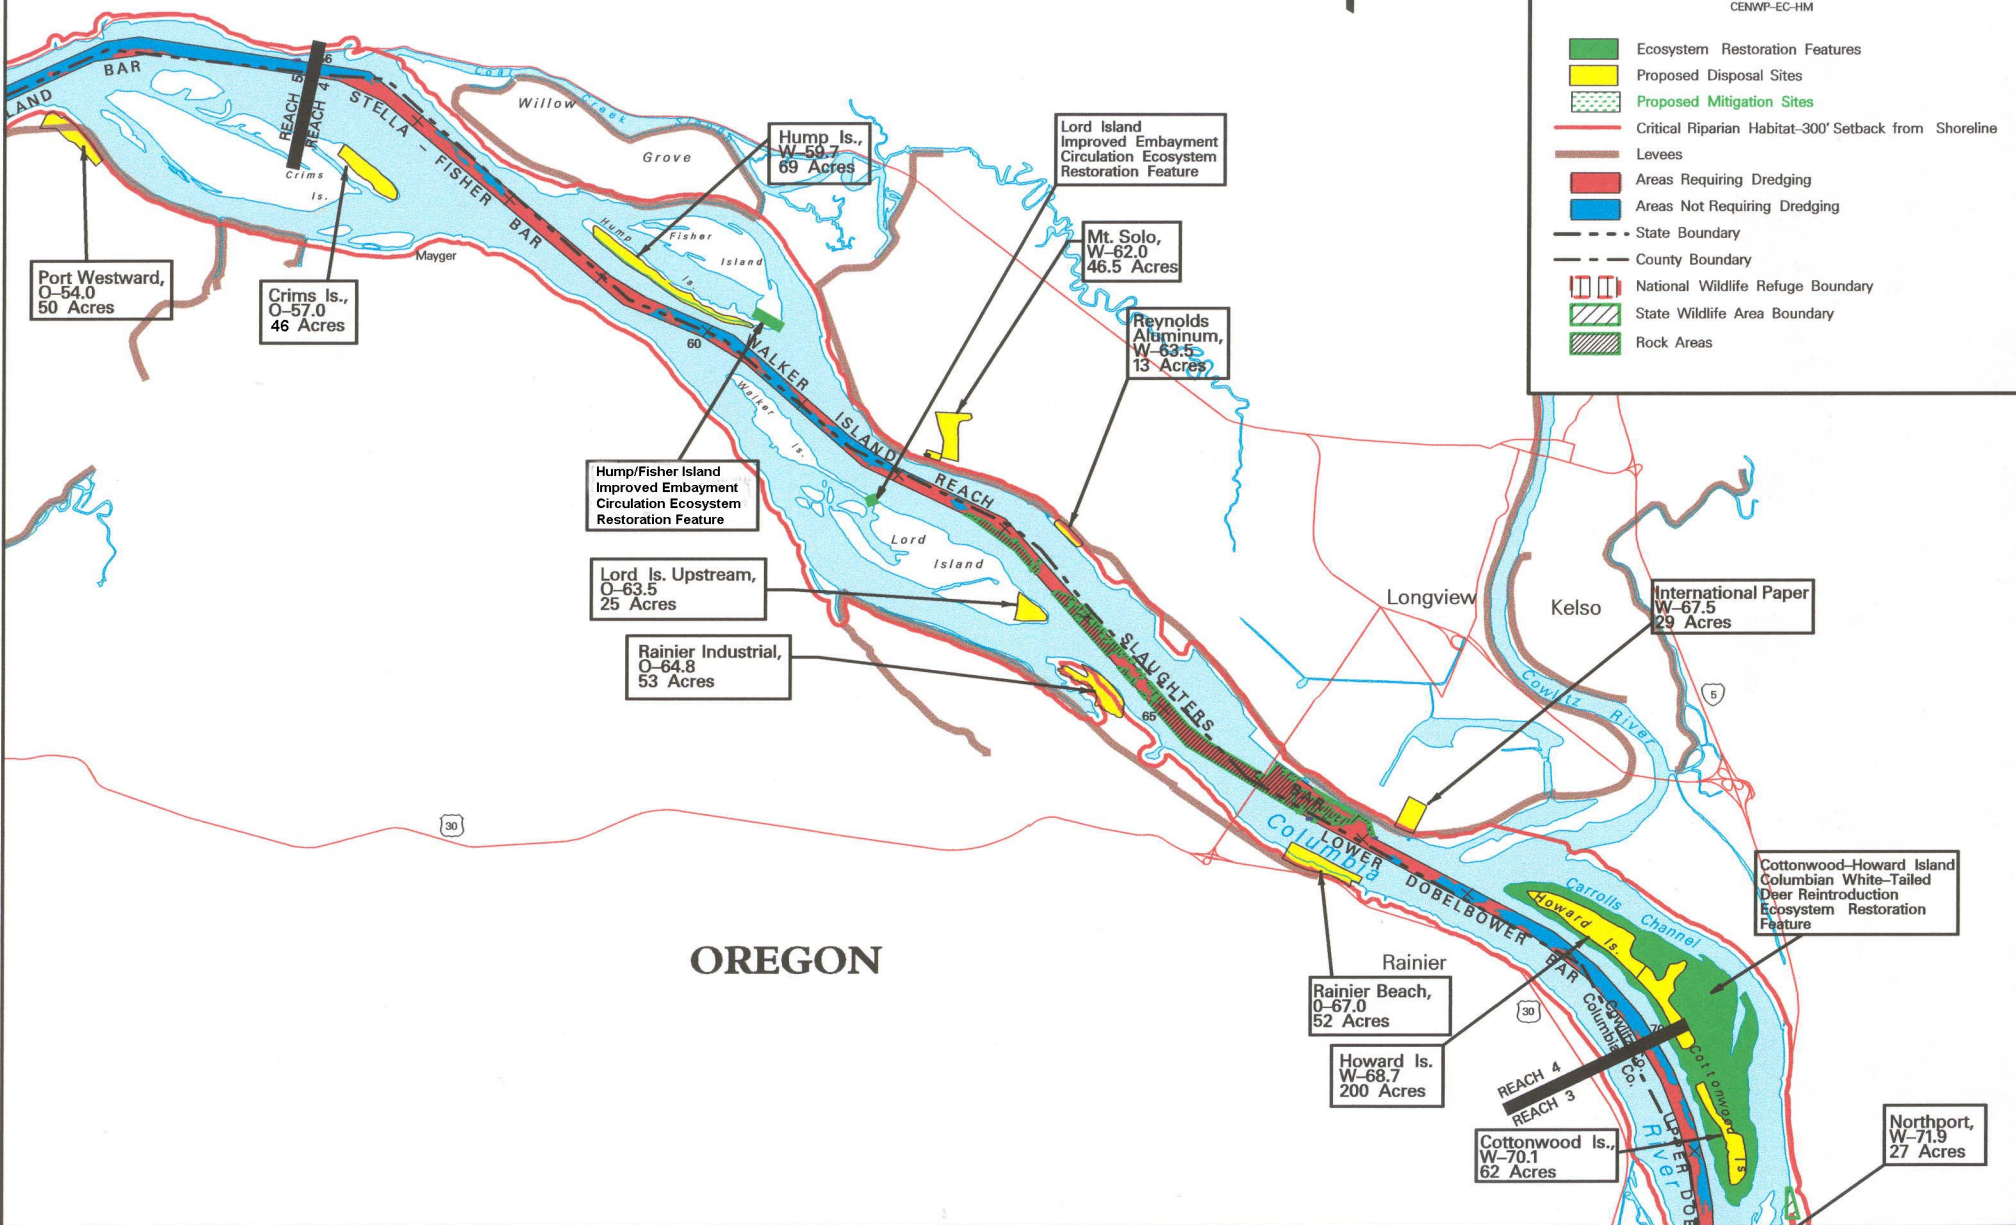 CENWP–EC–HM
Ecosystem Restoration Features
Proposed Disposal Sites
Proposed Mitigation Sites
Critical Riparian Habitat–300' Setback from Shoreline
Levees
Areas Requiring Dredging
Areas Not Requiring Dredging
State Boundary
County Boundary
National Wildlife Refuge Boundary
State Wildlife Area Boundary
Rock Areas
LAND
BAR
REACH 5
REACH 4
STELLA – FISHER BAR
Coal Creek Slough
Willow
Grove
Crims
Is.
Mayger
Port Westward,
O–54.0
50 Acres
Crims Is.,
O–57.0
46 Acres
Hump Is.,
W–59.7
69 Acres
Hump
Is.
Fisher
Island
Lord Island
Improved Embayment
Circulation Ecosystem
Restoration Feature
Mt. Solo,
W–62.0
46.5 Acres
Reynolds
Aluminum,
W–63.5
13 Acres
60
WALKER ISLAND REACH
Walker
Is.
Hump/Fisher Island
Improved Embayment
Circulation Ecosystem
Restoration Feature
Lord
Island
Lord Is. Upstream,
O–63.5
25 Acres
Rainier Industrial,
O–64.8
53 Acres
65
SLAUGHTERS
BAR
Longview
Kelso
International Paper
W–67.5
29 Acres
5
Cowlitz River
30
Columbia
LOWER DOBELBOWER BAR
OREGON
Rainier
30
Rainier Beach,
0–67.0
52 Acres
Howard Is.
W–68.7
200 Acres
Howard Is.
Carrolls Channel
Cottonwood–Howard Island
Columbian White–Tailed
Deer Reintroduction
Ecosystem Restoration
Feature
Cowlitz Co.
Columbia Co.
70
REACH 4
REACH 3
Cottonwood Is
Cottonwood Is.,
W–70.1
62 Acres
River
UPPER DOB
Northport,
W–71.9
27 Acres